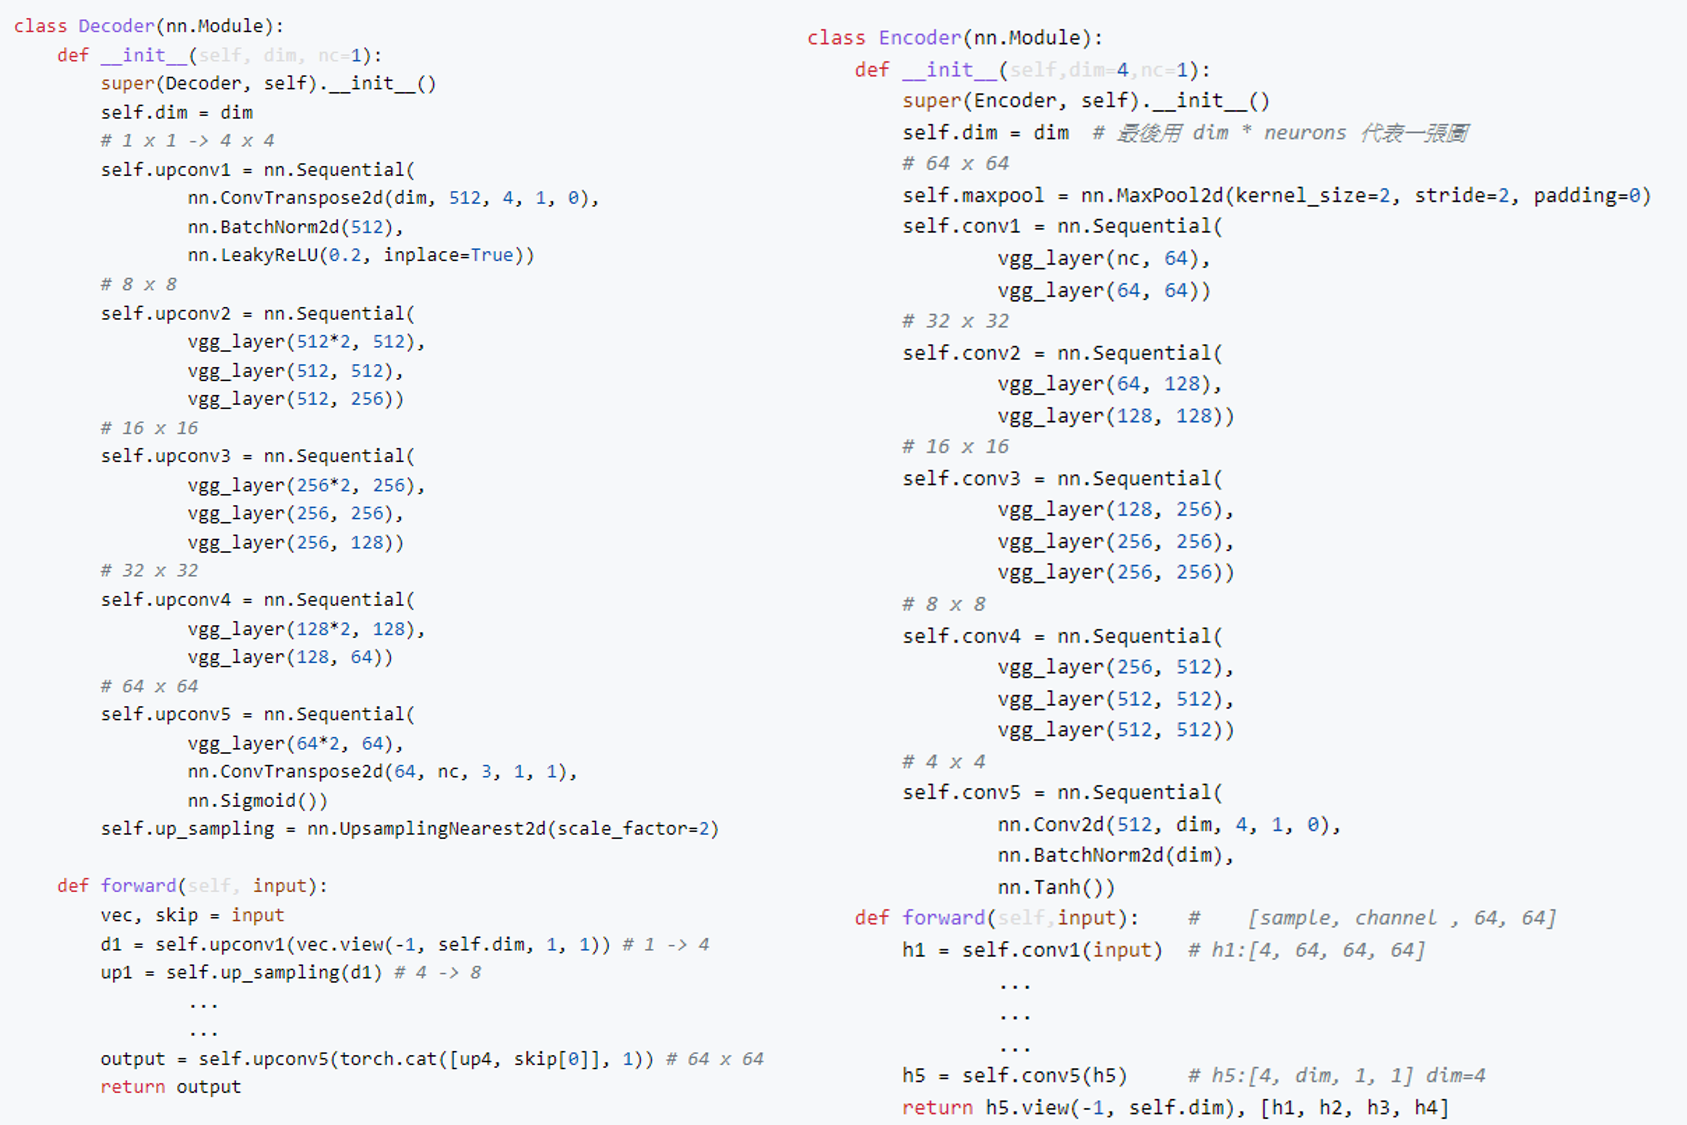 class Decoder(nn.Module):
    def __init__(self, dim, nc=1):
        super(Decoder, self).__init__()
        self.dim = dim
        # 1 x 1 -> 4 x 4
        self.upconv1 = nn.Sequential(
                nn.ConvTranspose2d(dim, 512, 4, 1, 0),
                nn.BatchNorm2d(512),
                nn.LeakyReLU(0.2, inplace=True))
        # 8 x 8
        self.upconv2 = nn.Sequential(
                vgg_layer(512*2, 512),
                vgg_layer(512, 512),
                vgg_layer(512, 256))
        # 16 x 16
        self.upconv3 = nn.Sequential(
                vgg_layer(256*2, 256),
                vgg_layer(256, 256),
                vgg_layer(256, 128))
        # 32 x 32
        self.upconv4 = nn.Sequential(
                vgg_layer(128*2, 128),
                vgg_layer(128, 64))
        # 64 x 64
        self.upconv5 = nn.Sequential(
                vgg_layer(64*2, 64),
                nn.ConvTranspose2d(64, nc, 3, 1, 1),
                nn.Sigmoid())
        self.up_sampling = nn.UpsamplingNearest2d(scale_factor=2)
    def forward(self, input):
        vec, skip = input
        d1 = self.upconv1(vec.view(-1, self.dim, 1, 1)) # 1 -> 4
        up1 = self.up_sampling(d1) # 4 -> 8
                ...
                ...
        output = self.upconv5(torch.cat([up4, skip[0]], 1)) # 64 x 64
        return output
class Encoder(nn.Module):
    def __init__(self,dim=4,nc=1):
        super(Encoder, self).__init__()
        self.dim = dim  # 最後用 dim * neurons 代表一張圖
        # 64 x 64
        self.maxpool = nn.MaxPool2d(kernel_size=2, stride=2, padding=0)
        self.conv1 = nn.Sequential(
                vgg_layer(nc, 64),
                vgg_layer(64, 64))
        # 32 x 32
        self.conv2 = nn.Sequential(
                vgg_layer(64, 128),
                vgg_layer(128, 128))
        # 16 x 16
        self.conv3 = nn.Sequential(
                vgg_layer(128, 256),
                vgg_layer(256, 256),
                vgg_layer(256, 256))
        # 8 x 8
        self.conv4 = nn.Sequential(
                vgg_layer(256, 512),
                vgg_layer(512, 512),
                vgg_layer(512, 512))
        # 4 x 4
        self.conv5 = nn.Sequential(
                nn.Conv2d(512, dim, 4, 1, 0),
                nn.BatchNorm2d(dim),
                nn.Tanh())
    def forward(self,input):    #    [sample, channel , 64, 64]
        h1 = self.conv1(input)  # h1:[4, 64, 64, 64]
                ...
                ...
                ...
        h5 = self.conv5(h5)     # h5:[4, dim, 1, 1] dim=4
        return h5.view(-1, self.dim), [h1, h2, h3, h4]